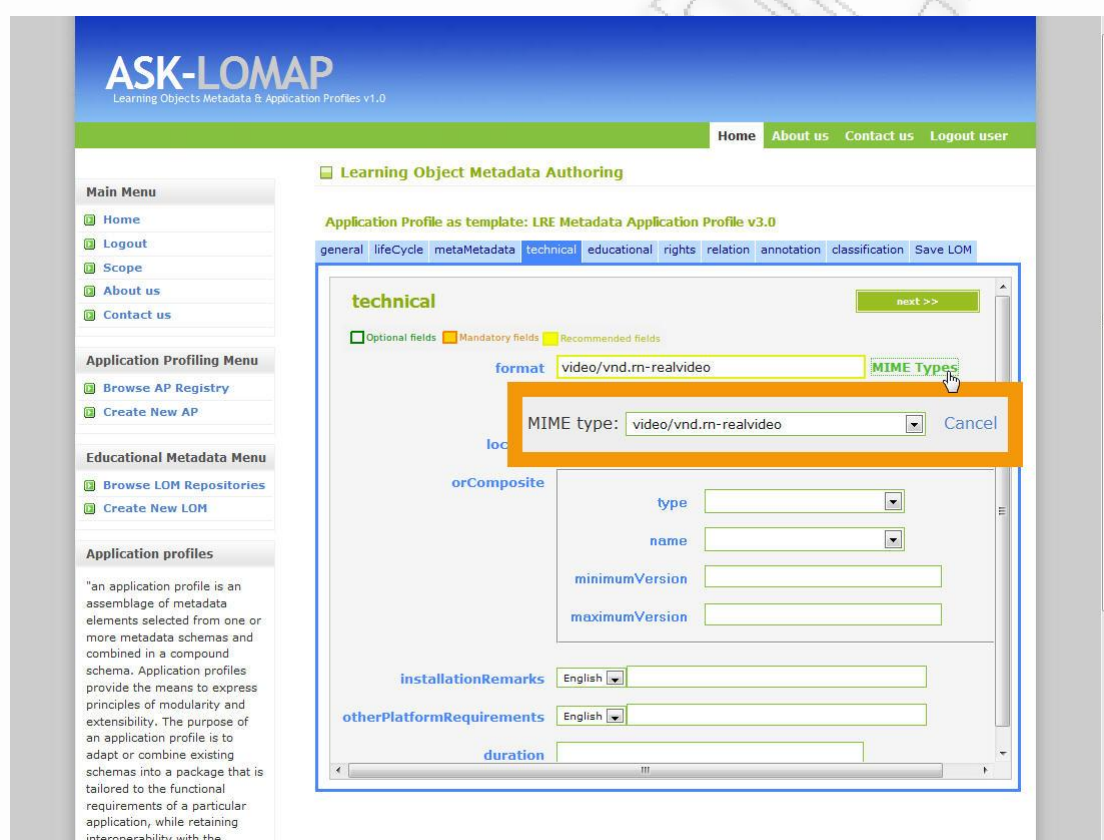 ASK-LOMAP
Learning Objects Metadata & Application Profiles v1.0
Home About us Contact us Logout user
Main Menu
Home
Logout
Scope
About us
Contact us
Application Profiling Menu
Browse AP Registry
Create New AP
Educational Metadata Menu
Browse LOM Repositories
Create New LOM
Application profiles
"an application profile is an
assemblage of metadata
elements selected from one or
more metadata schemas and
combined in a compound
schema. Application profiles
provide the means to express
principles of modularity and
extensibility. The purpose of
an application profile is to
adapt or combine existing
schemas into a package that is
tailored to the functional
requirements of a particular
application, while retaining
interoperability with the
Learning Object Metadata Authoring
Application Profile as template: LRE Metadata Application Profile v3.0
general lifeCycle metaMetadata technical educational rights relation annotation classification Save LOM
technical
next >>
Optional fields Mandatory fields Recommended fields
format video/vnd.rn-realvideo MIME Types
MIME type: video/vnd.rn-realvideo Cancel
orComposite
type
name
minimumVersion
maximumVersion
installationRemarks English
otherPlatformRequirements English
duration